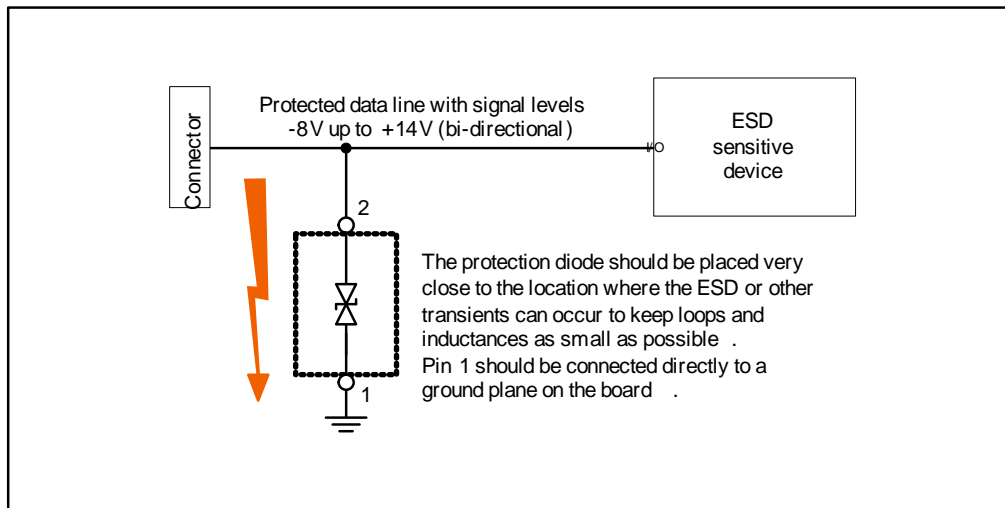 Connector
Protected data line with signal levels
-8V up to +14V (bi-directional)
I/O
ESD
sensitive
device
2
The protection diode should be placed very
close to the location where the ESD or other
transients can occur to keep loops and
inductances as small as possible .
Pin 1 should be connected directly to a
ground plane on the board .
1